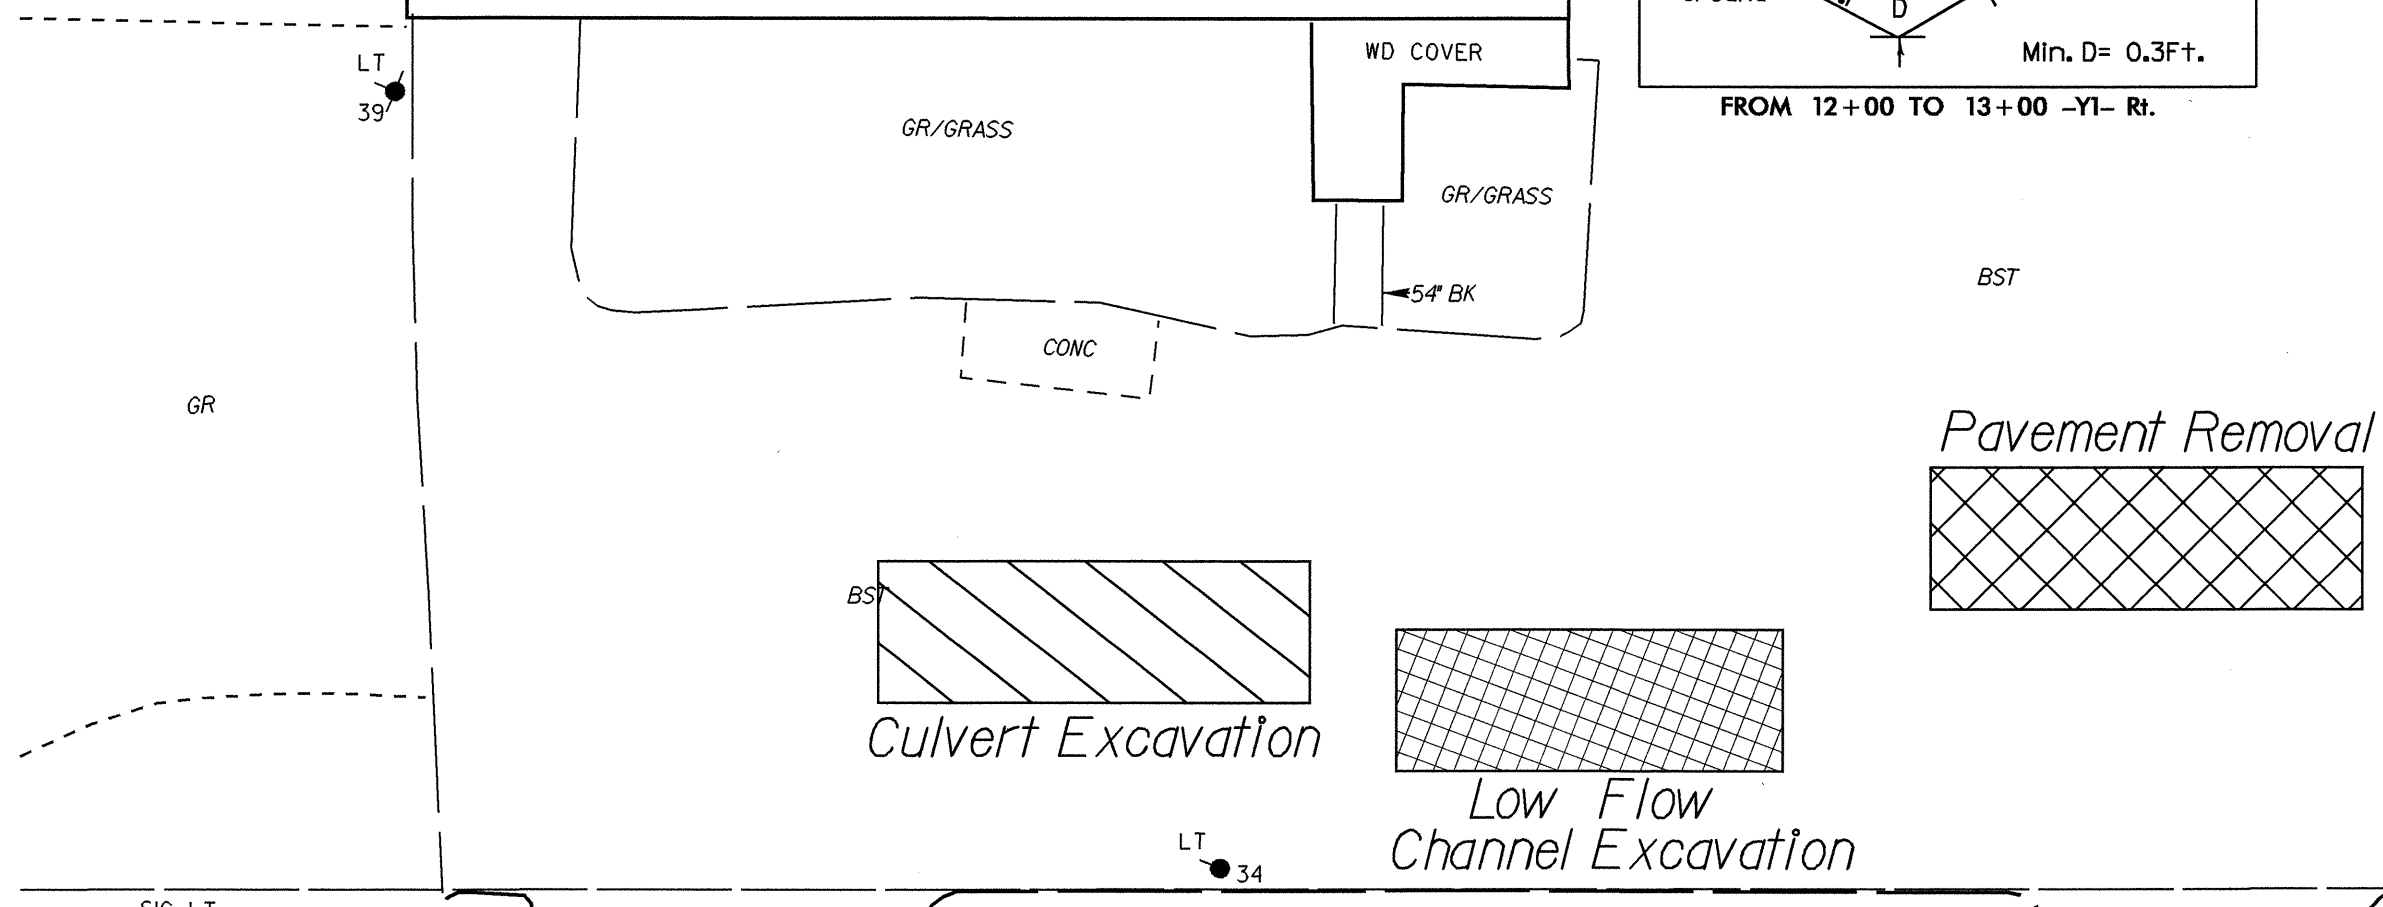 D
WD COVER
Min. D= 0.3Ft.
LT
39
FROM 12+00 TO 13+00 -Y1- Rt.
GR/GRASS
GR/GRASS
BST
54" BK
CONC
GR
Pavement Removal
BST
Culvert Excavation
Low Flow
Channel Excavation
LT
34